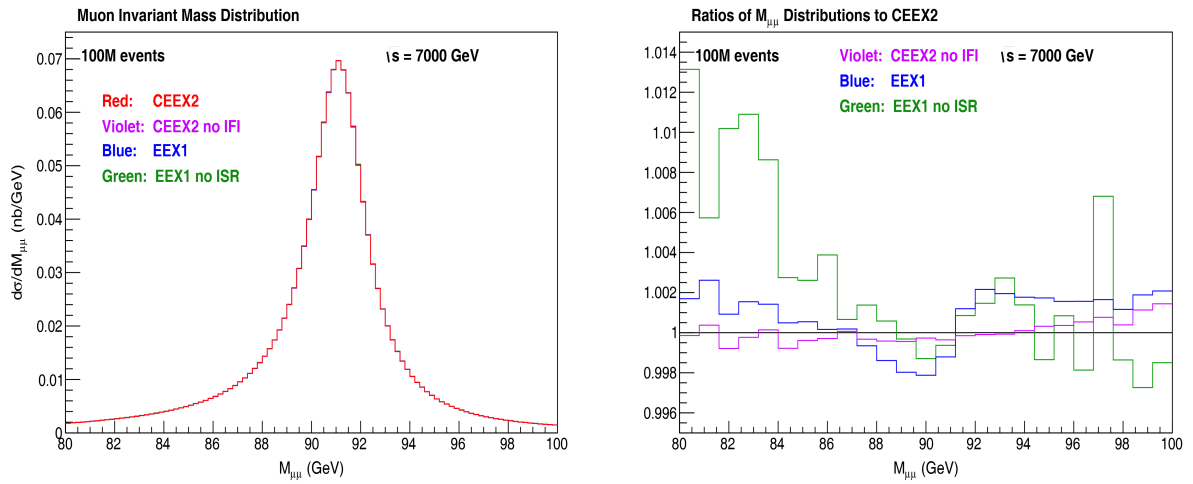 Muon Invariant Mass Distribution
100M events
√s = 7000 GeV
Red: CEEX2
Violet: CEEX2 no IFI
Blue: EEX1
Green: EEX1 no ISR
dσ/dMμμ (nb/GeV)
0.07
0.06
0.05
0.04
0.03
0.02
0.01
0
80 82 84 86 88 90 92 94 96 98 100
Mμμ (GeV)
Ratios of Mμμ Distributions to CEEX2
100M events
Violet: CEEX2 no IFI
√s = 7000 GeV
Blue: EEX1
Green: EEX1 no ISR
1.014
1.012
1.01
1.008
1.006
1.004
1.002
1
0.998
0.996
80 82 84 86 88 90 92 94 96 98 100
Mμμ (GeV)